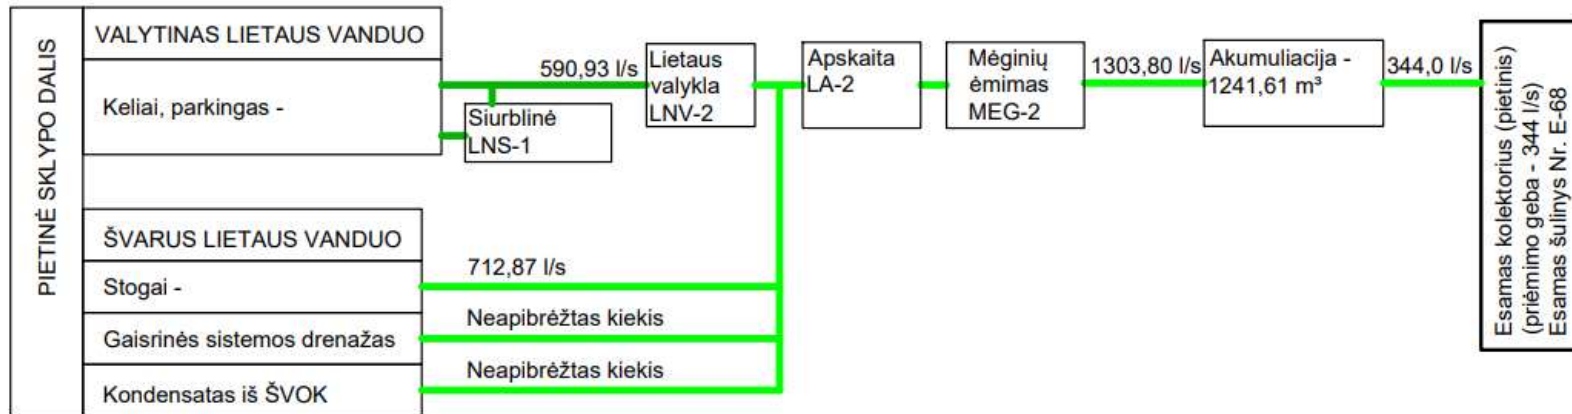 PIETINĖ SKLYPO DALIS
VALYTINAS LIETAUS VANDUO
Keliai, parkingas -
590,93 l/s
Siurblinė
LNS-1
Lietaus
valykla
LNV-2
Apskaita
LA-2
Mėginių
ėmimas
MEG-2
1303,80 l/s
Akumuliacija -
1241,61 m³
344,0 l/s
Esamas kolektorius (pietinis)
(priėmimo geba - 344 l/s)
Esamas šulinys Nr. E-68
ŠVARUS LIETAUS VANDUO
Stogai -
712,87 l/s
Gaisrinės sistemos drenažas
Neapibrėžtas kiekis
Kondensatas iš ŠVOK
Neapibrėžtas kiekis